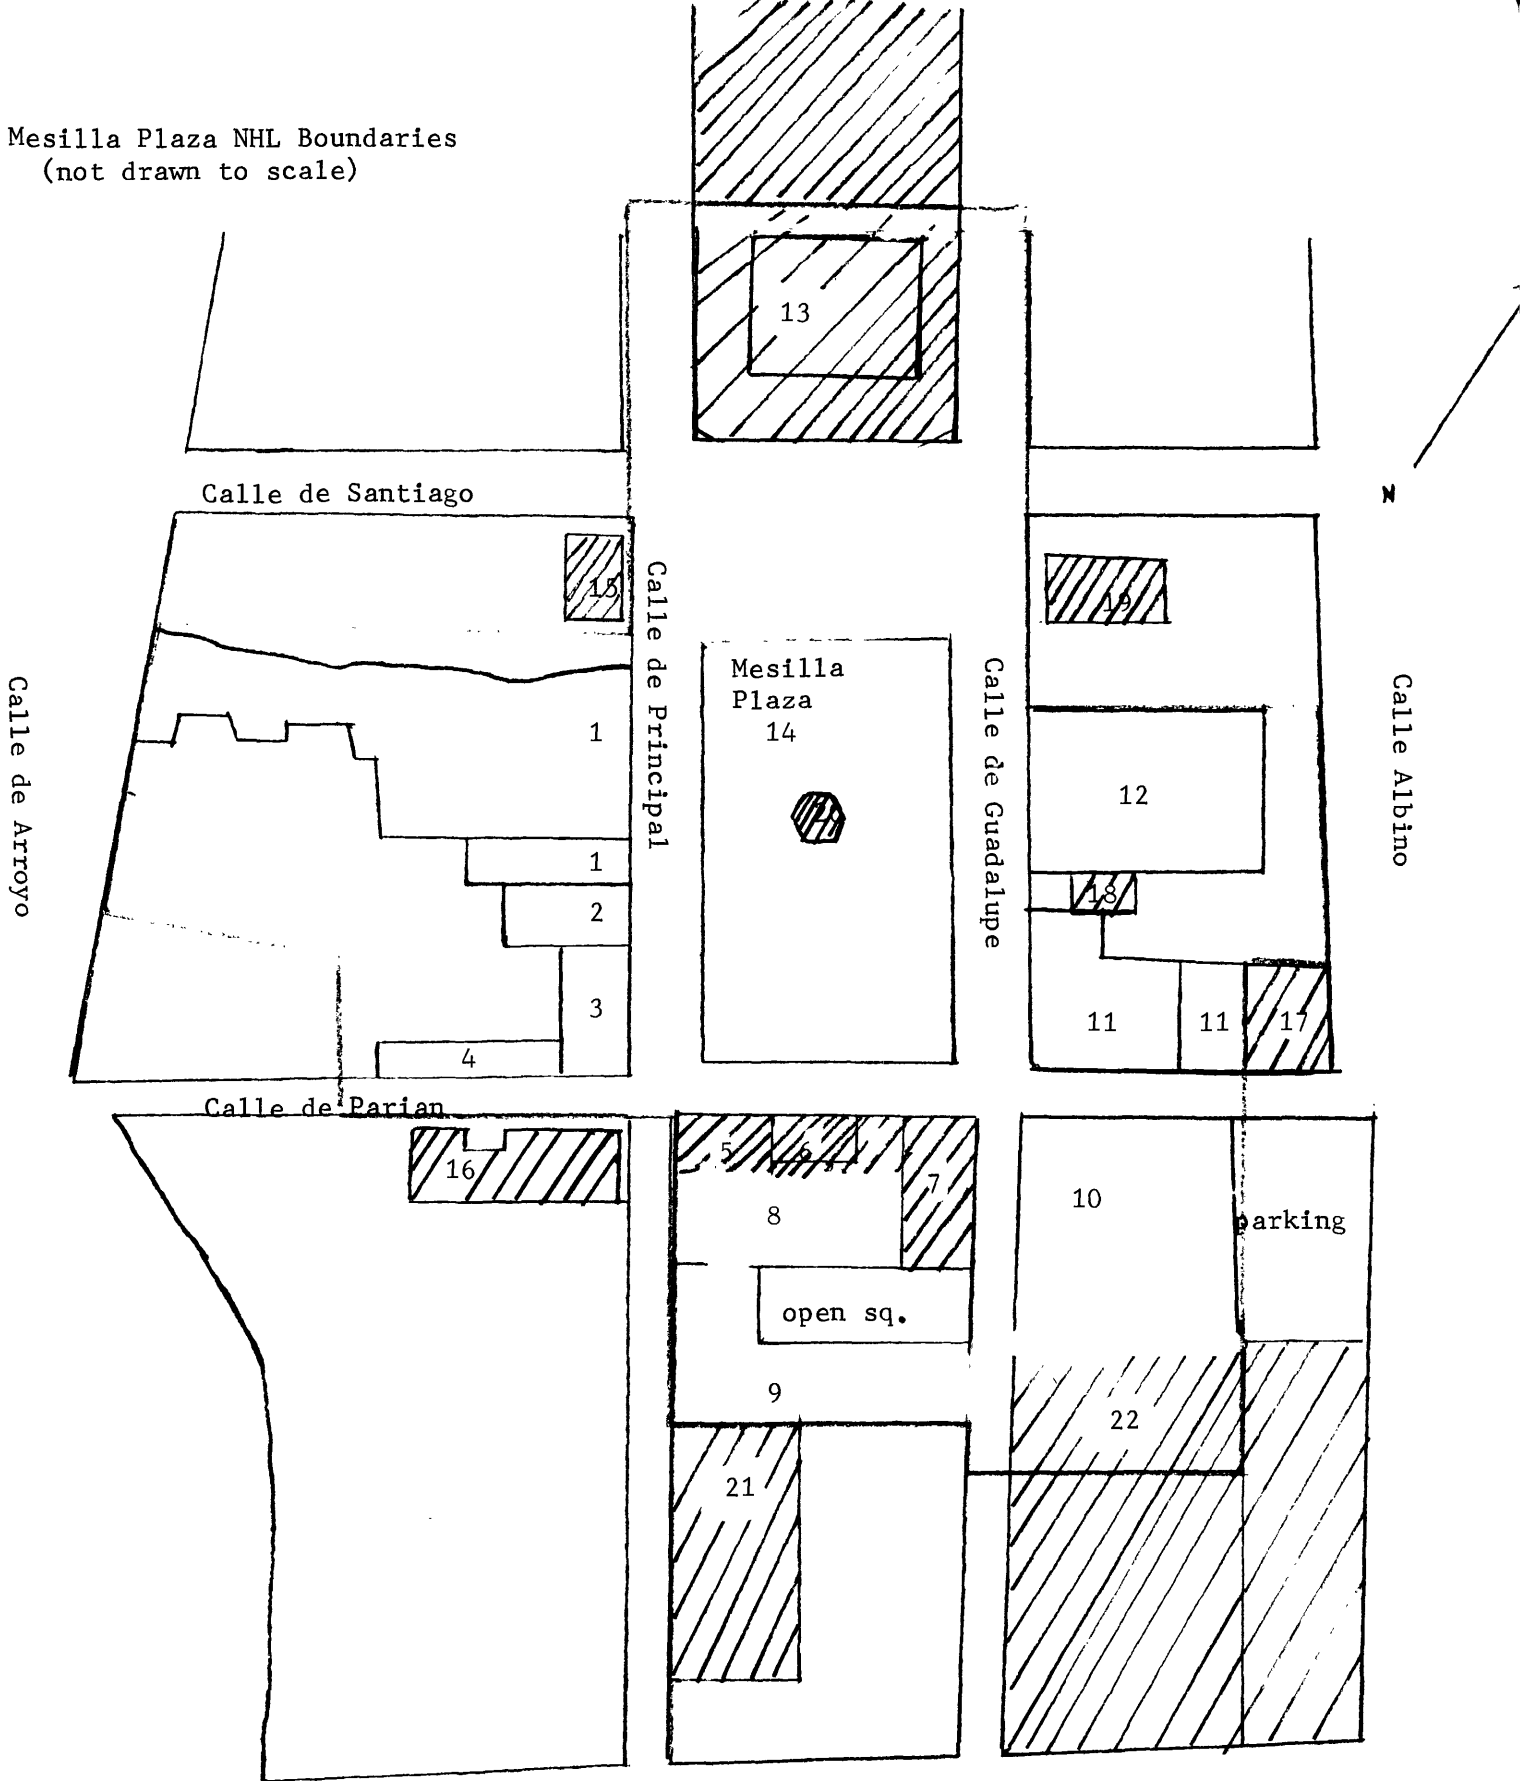 Mesilla Plaza NHL Boundaries
(not drawn to scale)
13
Calle de Santiago
N
15
19
Calle de Principal
Mesilla
Plaza
14
Calle de Guadalupe
Calle Albino
Calle de Arroyo
1
12
1
18
2
3
11
11
17
4
Calle de Parian
5
6
16
7
10
8
parking
open sq.
9
22
21